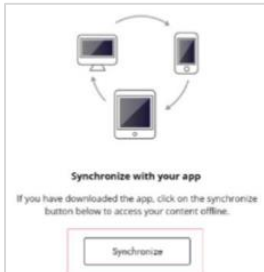 Synchronize with your app
If you have downloaded the app, click on the synchronize
button below to access your content offline.
Synchronize